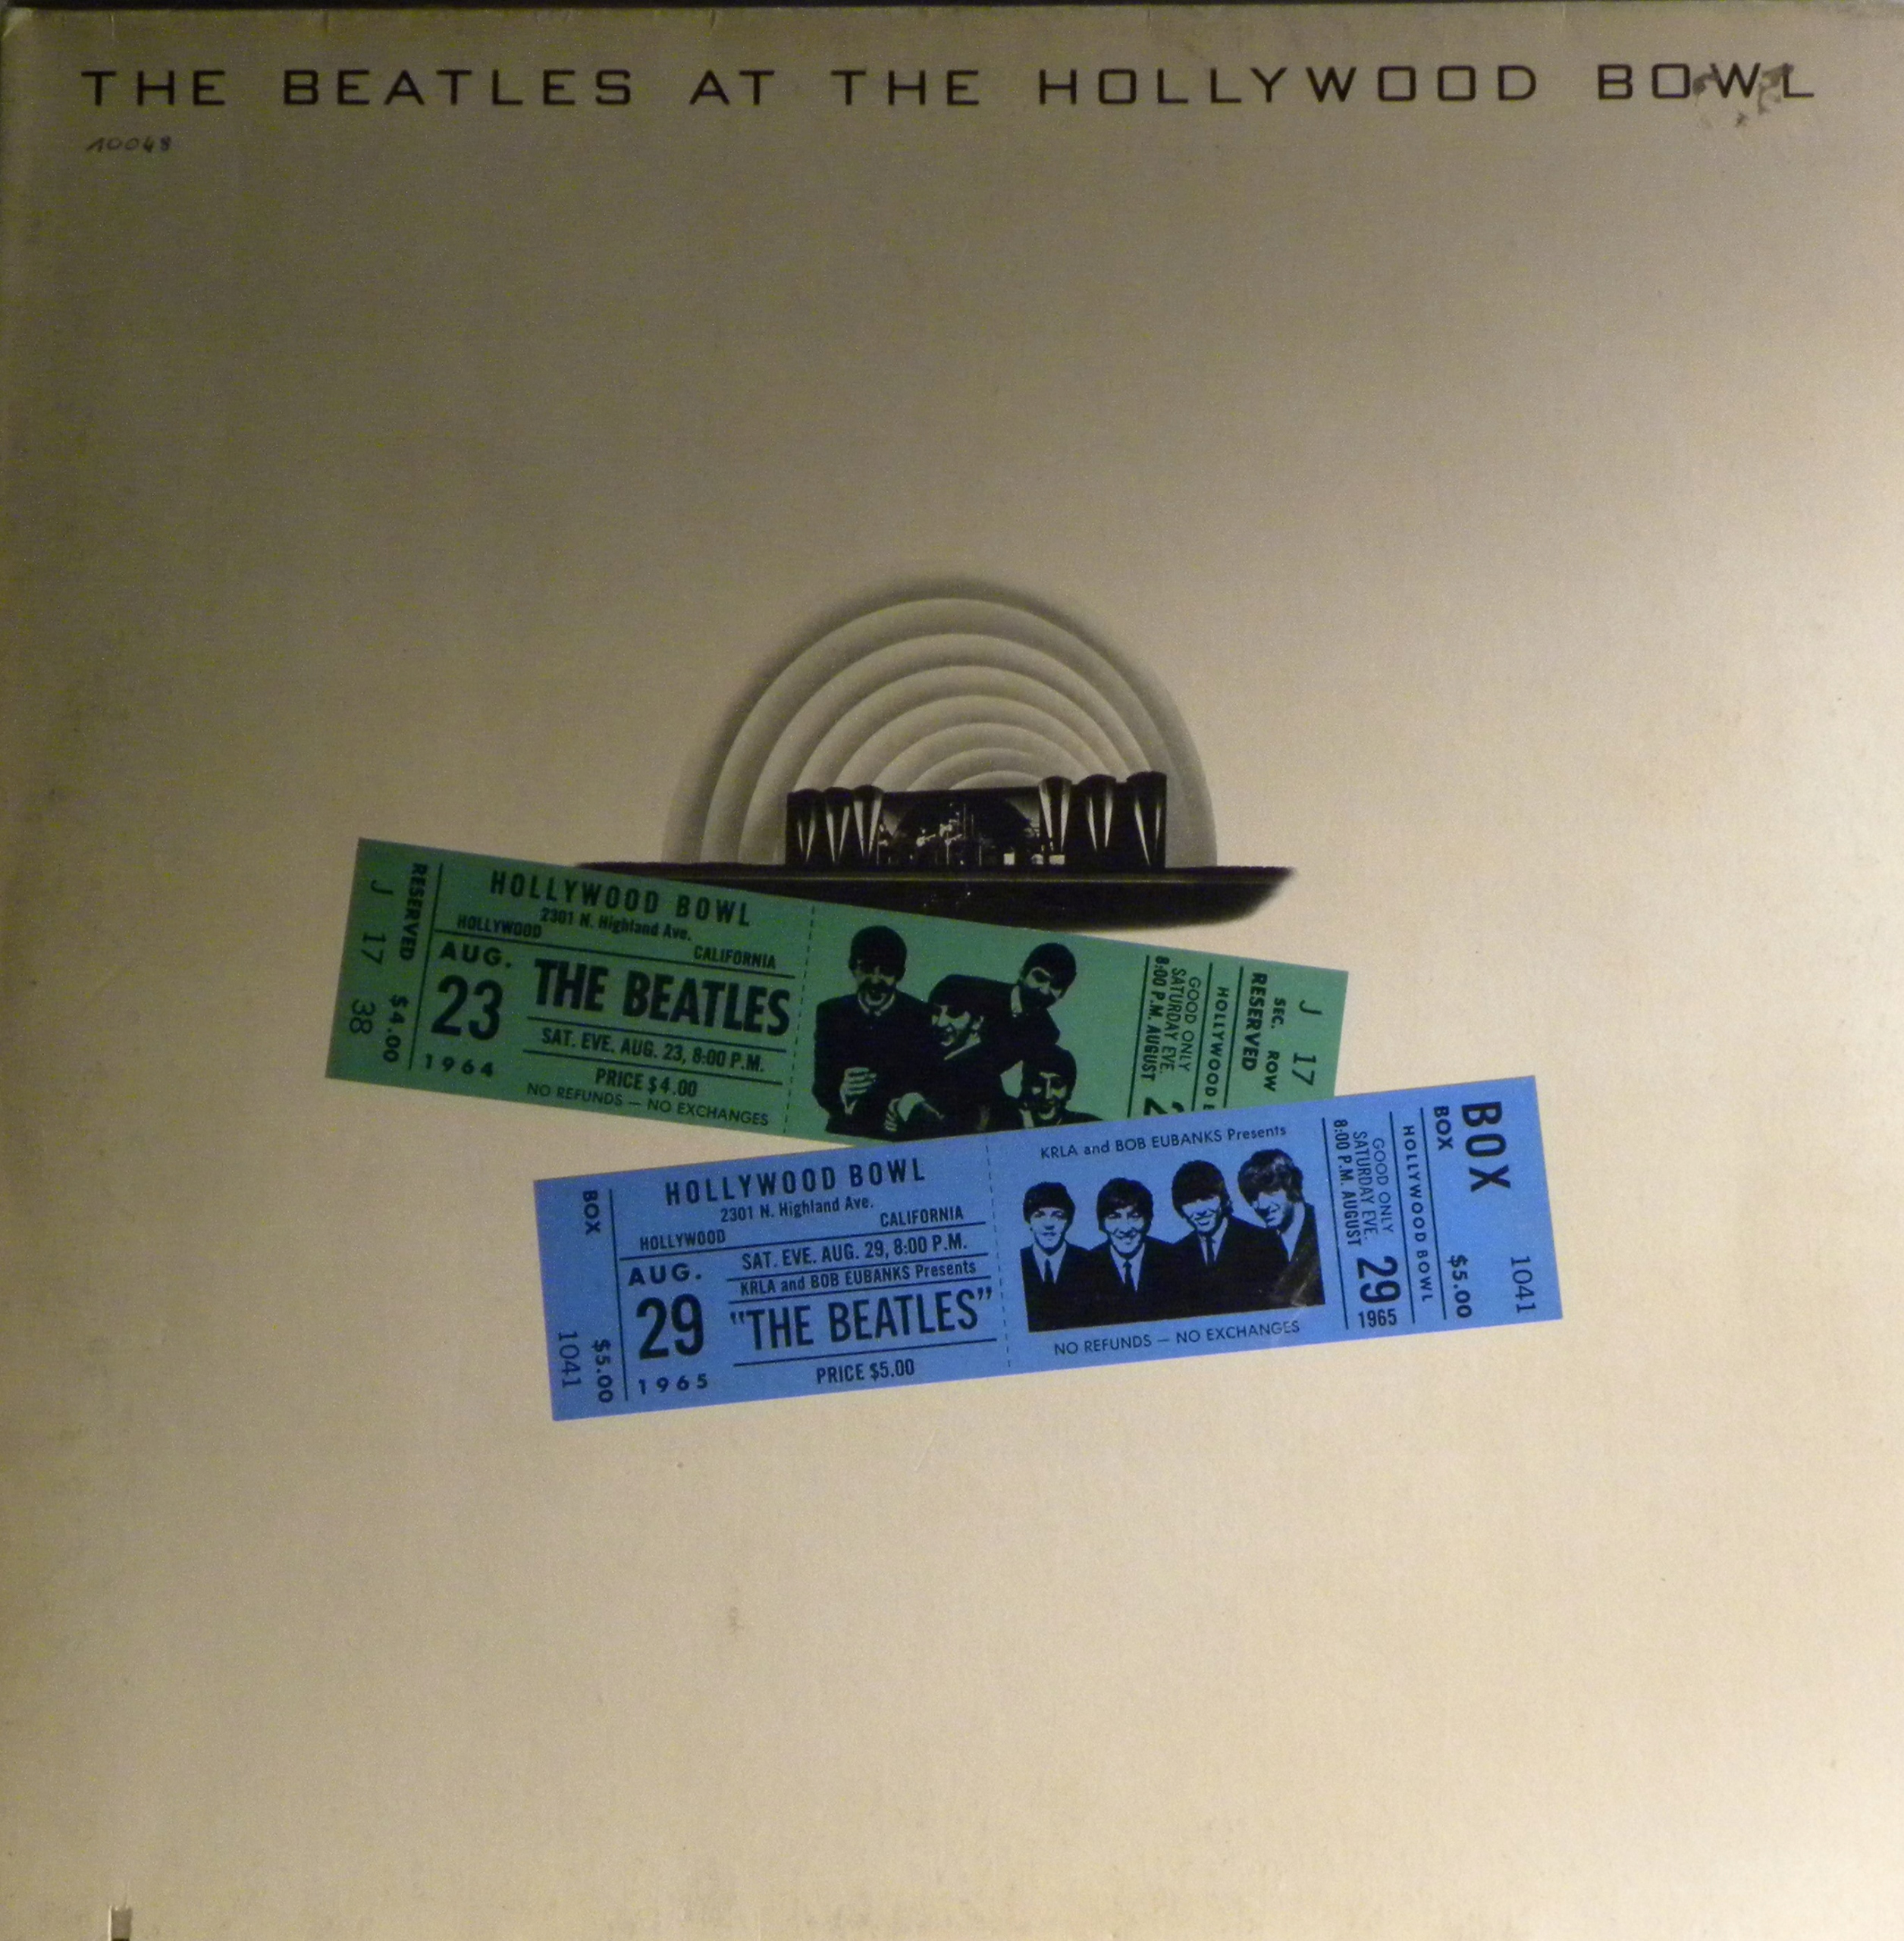 THE BEATLES AT THE HOLLYWOOD BOWL
10048
RESERVED $4.00
J 17 38
HOLLYWOOD BOWL
2301 N. Highland Ave.
HOLLYWOOD CALIFORNIA
AUG.
23
1964
THE BEATLES
SAT. EVE. AUG. 23, 8:00 P.M.
PRICE $4.00
NO REFUNDS — NO EXCHANGES
J 17
SEC. ROW
RESERVED
HOLLYWOOD B
GOOD ONLY
SATURDAY EVE.
8:00 P.M. AUGUST 2
BOX $5.00
1041
HOLLYWOOD BOWL
2301 N. Highland Ave.
HOLLYWOOD CALIFORNIA
AUG.
29
1965
SAT. EVE. AUG. 29, 8:00 P.M.
KRLA and BOB EUBANKS Presents
"THE BEATLES"
PRICE $5.00
KRLA and BOB EUBANKS Presents
NO REFUNDS — NO EXCHANGES
BOX 1041
BOX $5.00
HOLLYWOOD BOWL
GOOD ONLY
SATURDAY EVE.
8:00 P.M. AUGUST
29
1965